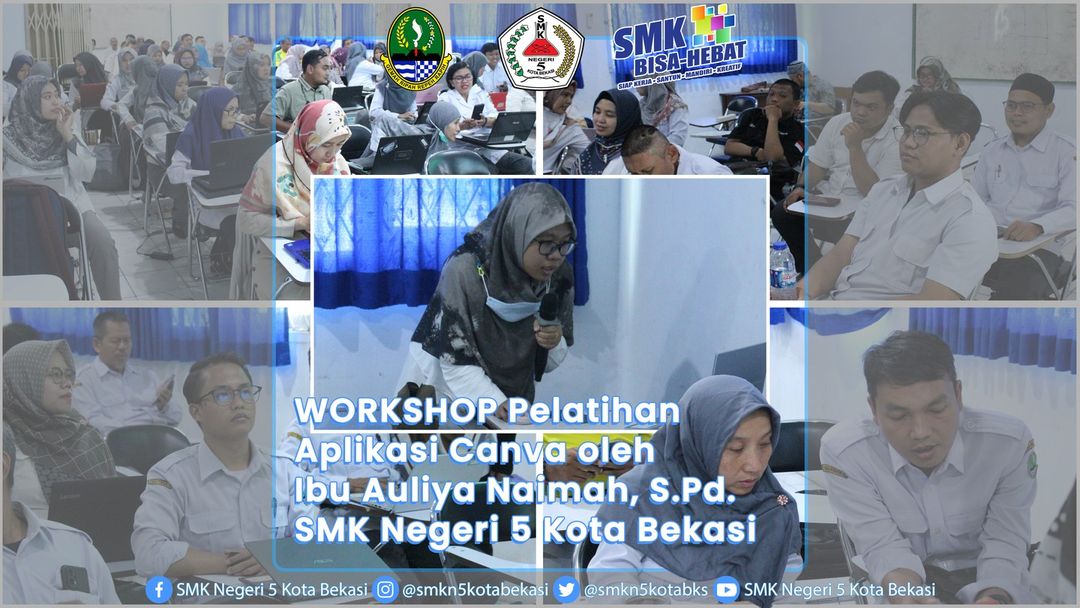 SMK
NEGERI
5
KOTA BEKASI
SMK
BISA-HEBAT
SIAP KERJA - SANTUN - MANDIRI - KREATIF
WORKSHOP Pelatihan
Aplikasi Canva oleh
Ibu Auliya Naimah, S.Pd.
SMK Negeri 5 Kota Bekasi
SMK Negeri 5 Kota Bekasi @smkn5kotabekasi @smkn5kotabks SMK Negeri 5 Kota Bekasi